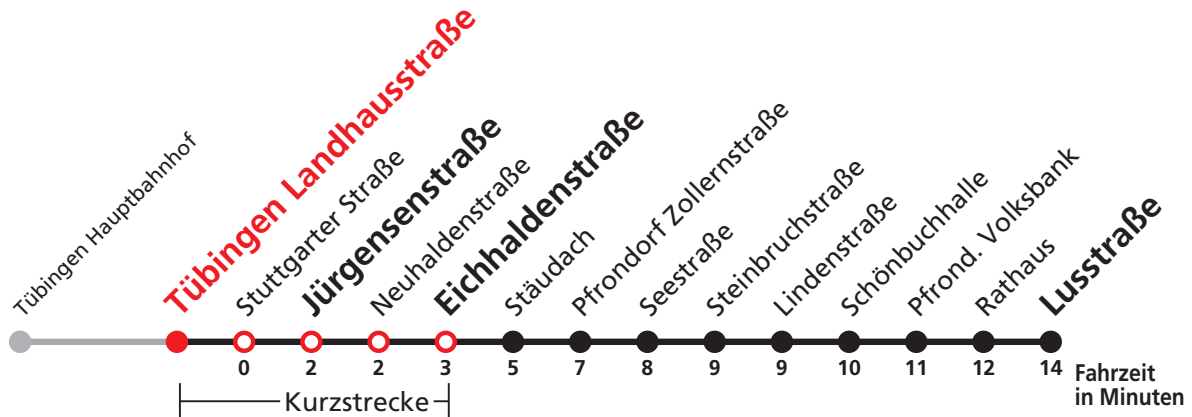 Tübingen Hauptbahnhof
Tübingen Landhausstraße
Stuttgarter Straße
Jürgensenstraße
Neuhaldenstraße
Eichhaldenstraße
Stäudach
Pfrondorf Zollernstraße
Seestraße
Steinbruchstraße
Lindenstraße
Schönbuchhalle
Pfrond. Volksbank
Rathaus
Lusstraße
0 2 2 3 5 7 8 9 9 10 11 12 14
Fahrzeit
in Minuten
Kurzstrecke